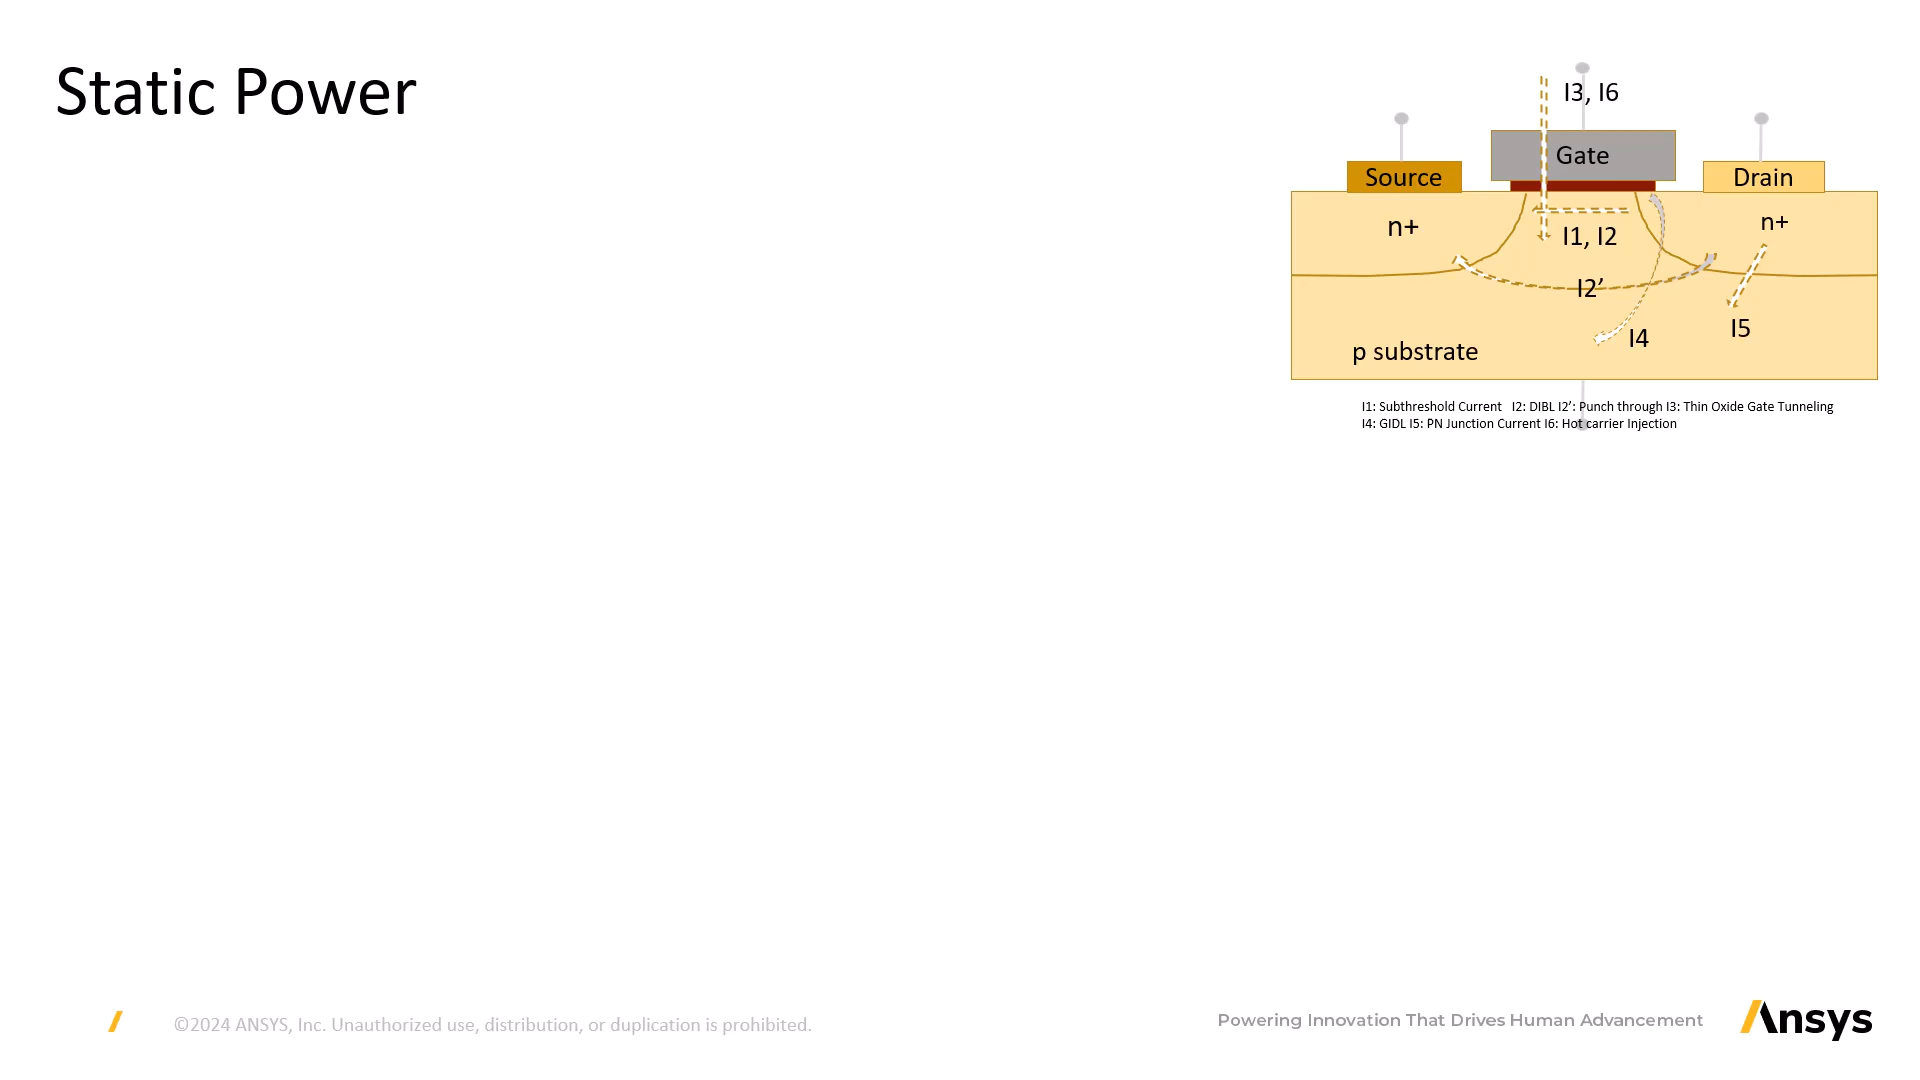 Static Power
I3, I6
Gate
Source
Drain
n+
n+
I1, I2
I2’
I5
I4
p substrate
I1: Subthreshold Current I2: DIBL I2’: Punch through I3: Thin Oxide Gate Tunneling
I4: GIDL I5: PN Junction Current I6: Hot carrier Injection
©2024 ANSYS, Inc. Unauthorized use, distribution, or duplication is prohibited.
Powering Innovation That Drives Human Advancement
Ansys